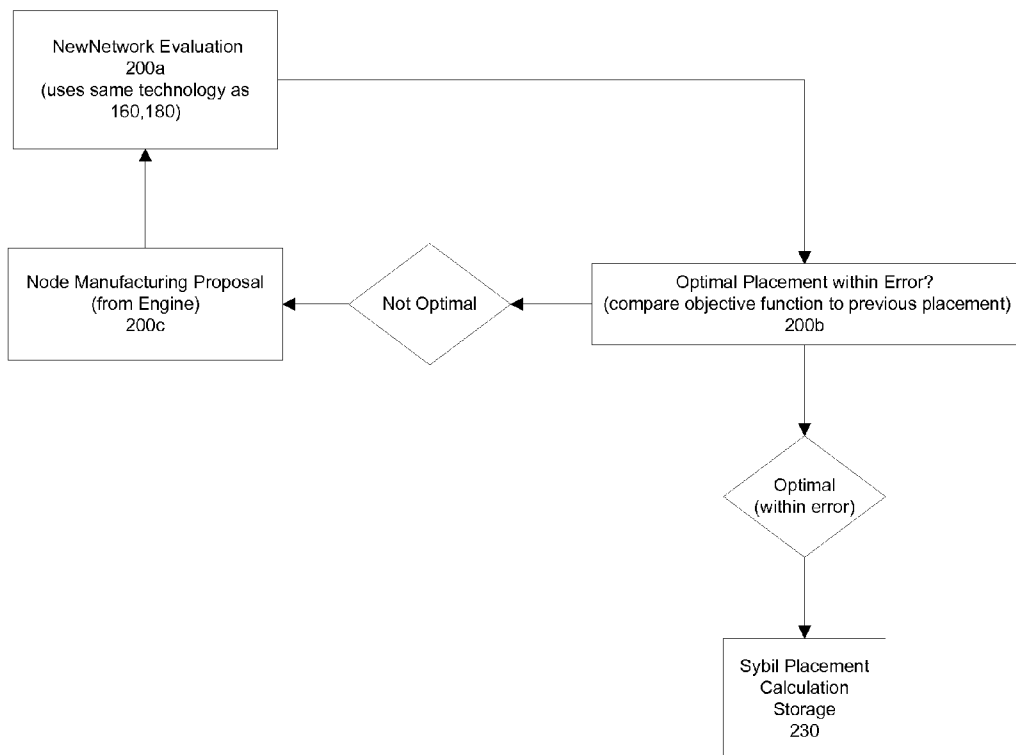 NewNetwork Evaluation
200a
(uses same technology as
160,180)
Node Manufacturing Proposal
(from Engine)
200c
Not Optimal
Optimal Placement within Error?
(compare objective function to previous placement)
200b
Optimal
(within error)
Sybil Placement
Calculation
Storage
230